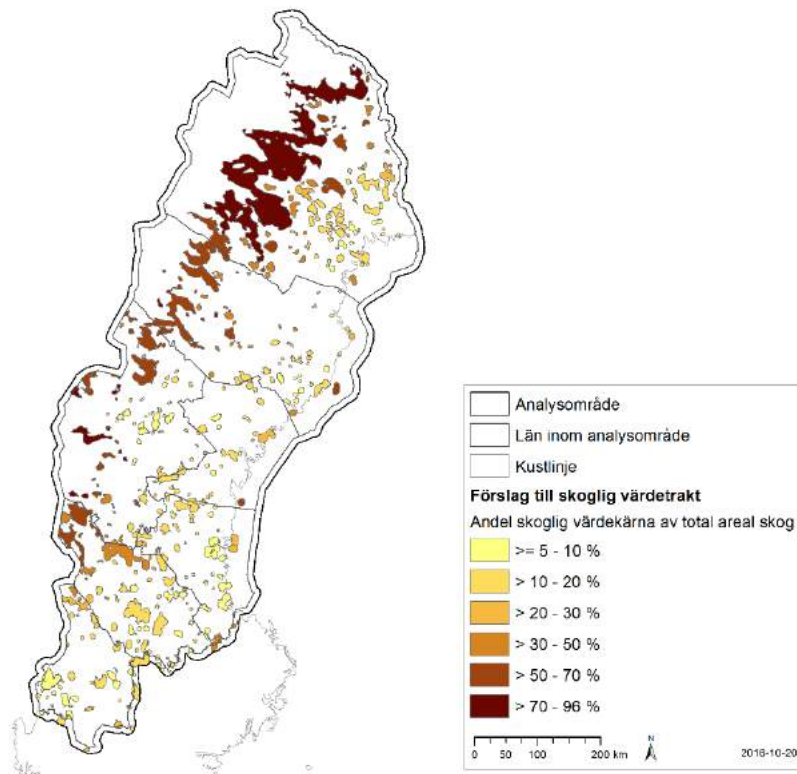 Analysområde
Län inom analysområde
Kustlinje
Förslag till skoglig värdetrakt
Andel skoglig värdekärna av total areal skog
>= 5 - 10 %
> 10 - 20 %
> 20 - 30 %
> 30 - 50 %
> 50 - 70 %
> 70 - 96 %
N
0 50 100 200 km
2016-10-20